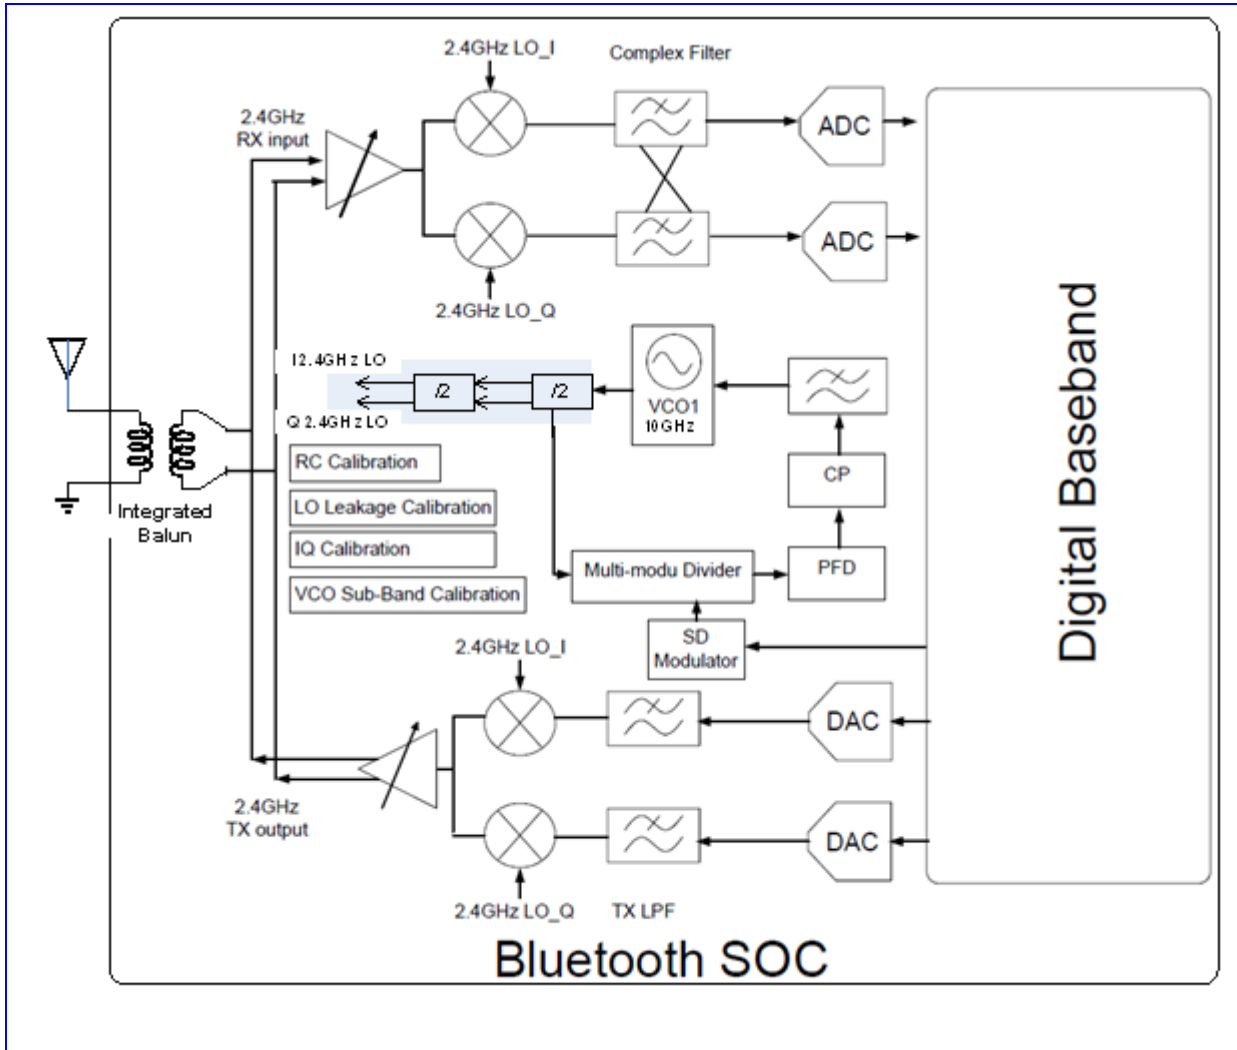 2.4GHz LO_I
Complex Filter
2.4GHz
RX input
ADC
ADC
2.4GHz LO_Q
I2.4GHz LO
/2
/2
VCO1
10GHz
Q 2.4GHz LO
RC Calibration
CP
LO Leakage Calibration
Integrated
Balun
IQ Calibration
Multi-modu Divider
PFD
VCO Sub-Band Calibration
SD
Modulator
Digital Baseband
2.4GHz LO_I
DAC
2.4GHz
TX output
DAC
2.4GHz LO_Q
TX LPF
Bluetooth SOC